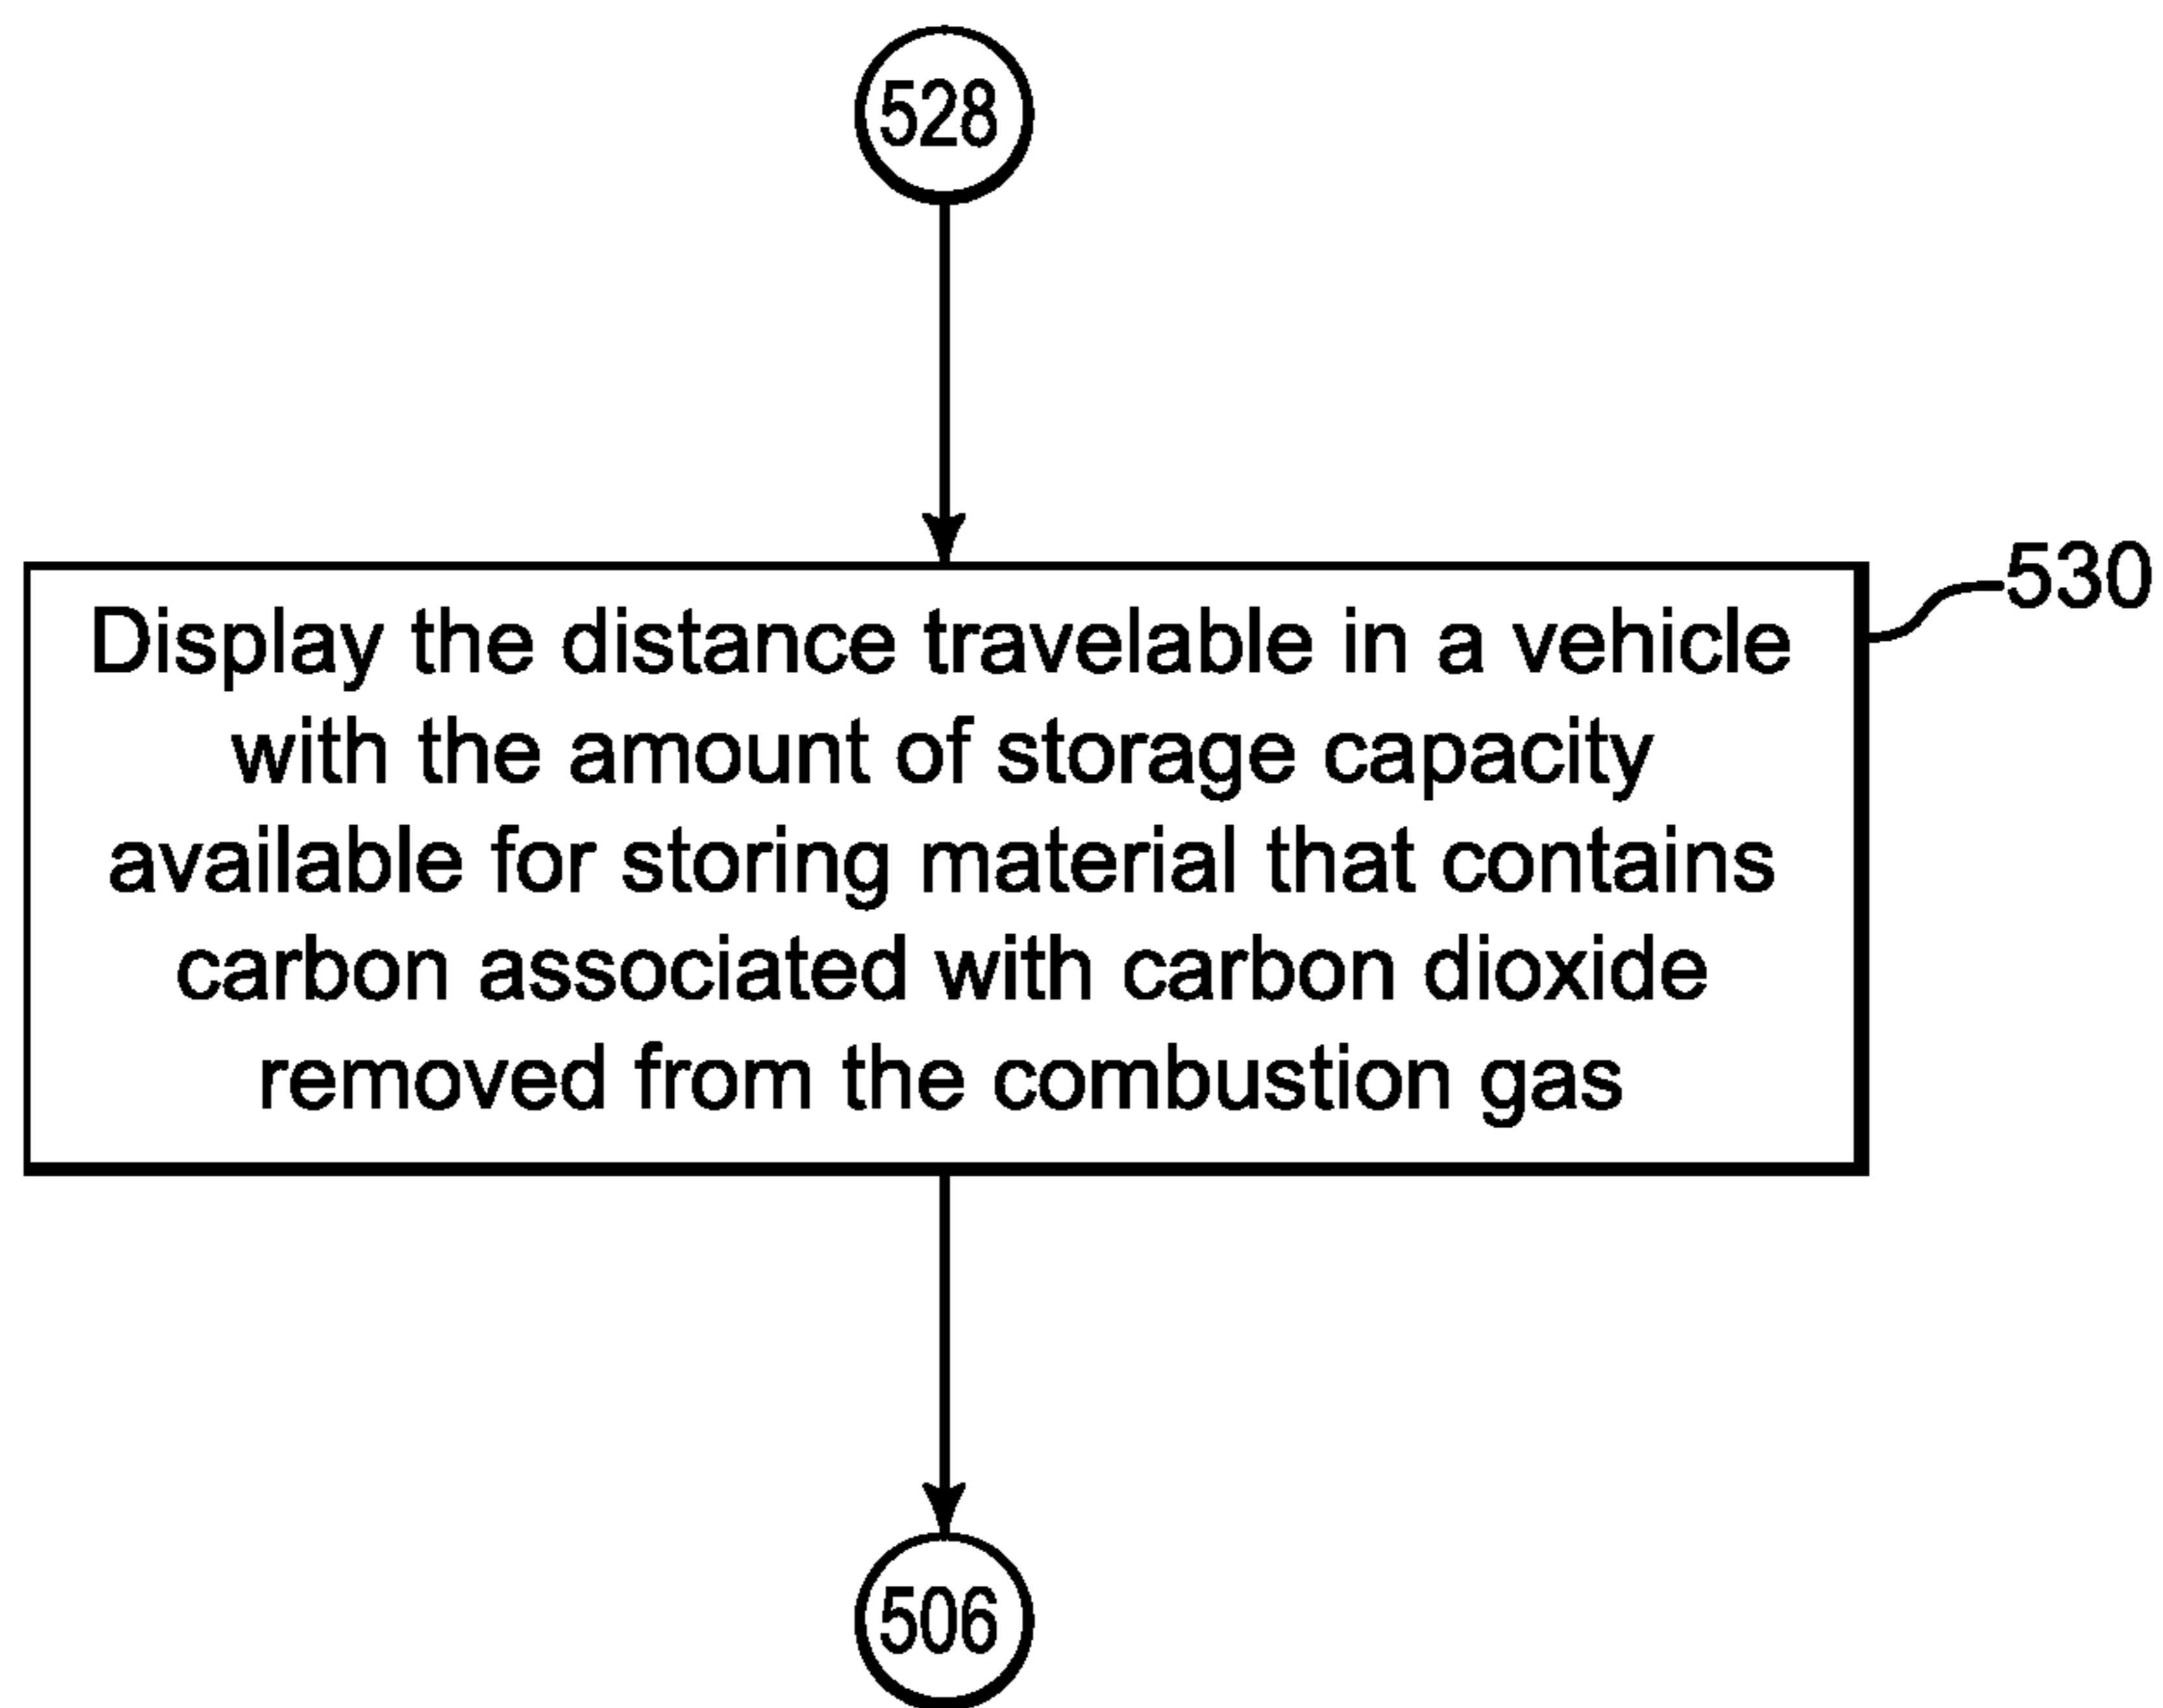 528
530
Display the distance travelable in a vehicle
with the amount of storage capacity
available for storing material that contains
carbon associated with carbon dioxide
removed from the combustion gas
506